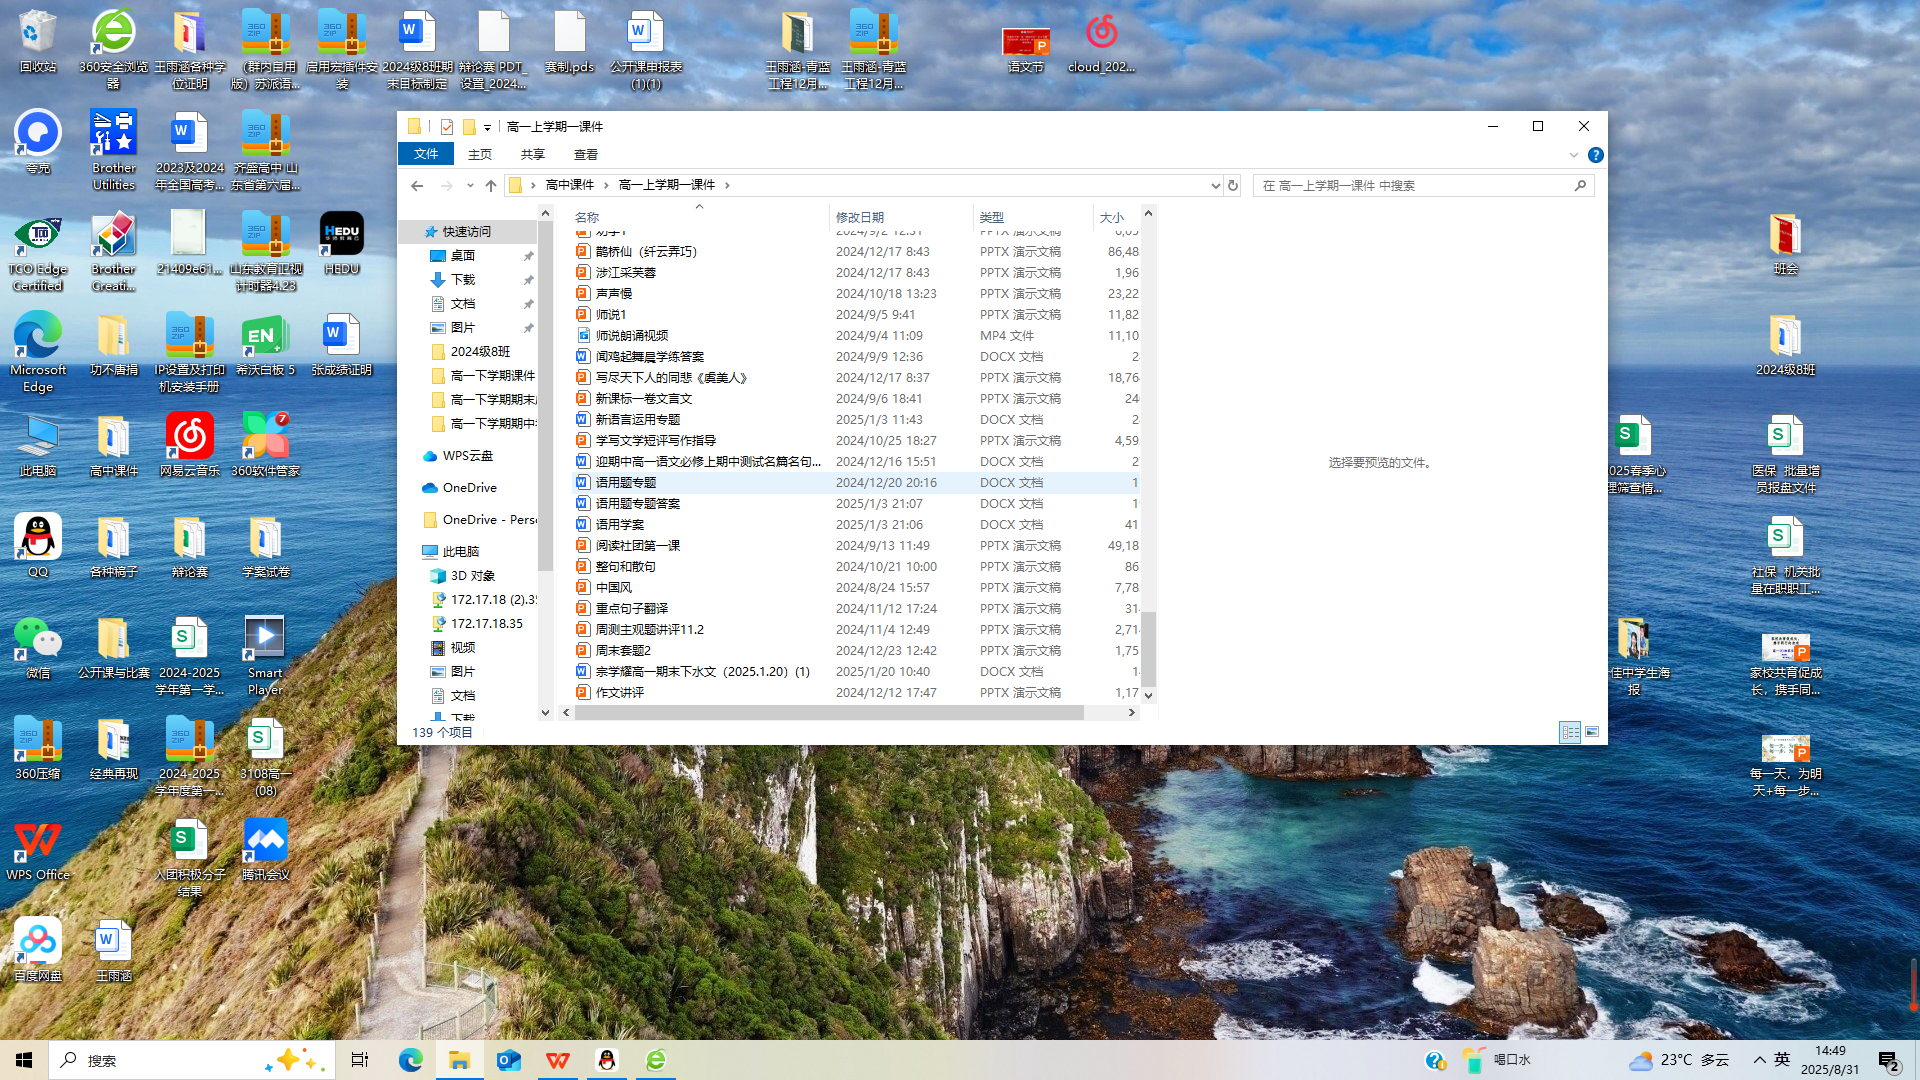 回收站
360安全浏览
器
王雨涵各种学
位证明
(群内自用
版) 苏派语...
启用宏插件安
装
2024级8班期
末目标制定
辩论赛 PDT_
设置_2024...
赛制.pds
公开课申报表
(1)(1)
王雨涵-青蓝
工程12月...
王雨涵-青蓝
工程12月...
语文节
cloud_202...
夸克
Brother
Utilities
2023及2024
年全国高考...
齐盛高中 山
东省第六届...
TCO Edge
Certified
Brother
Creati...
21409e61...
山东教育卫视
计时器4.23
HEDU
Microsoft
Edge
功不唐捐
IP设置及打印
机安装手册
希沃白板 5
张成绩证明
此电脑
高中课件
网易云音乐
360软件管家
QQ
各种稿子
辩论赛
学案试卷
微信
公开课与比赛
2024-2025
学年第一学...
Smart
Player
360压缩
经典再现
2024-2025
学年度第一...
3108高一
(08)
WPS Office
入团积极分子
结果
腾讯会议
百度网盘
王雨涵
高一上学期一课件
文件
主页
共享
查看
高中课件
高一上学期一课件
在 高一上学期一课件 中搜索
快速访问
桌面
下载
文档
图片
2024级8班
高一下学期课件
高一下学期期末
高一下学期期中
WPS云盘
OneDrive
OneDrive - Pers
此电脑
3D 对象
172.17.18 (2).3
172.17.18.35
视频
图片
文档
下载
名称 修改日期 类型 大小
鹊桥仙（纤云弄巧） 2024/12/17 8:43 PPTX 演示文稿 86,48
涉江采芙蓉 2024/12/17 8:43 PPTX 演示文稿 1,96
声声慢 2024/10/18 13:23 PPTX 演示文稿 23,22
师说1 2024/9/5 9:41 PPTX 演示文稿 11,82
师说朗诵视频 2024/9/4 11:09 MP4 文件 11,10
闻鸡起舞晨学练答案 2024/9/9 12:36 DOCX 文档 2
写尽天下人的同悲《虞美人》 2024/12/17 8:37 PPTX 演示文稿 18,76
新课标一卷文言文 2024/9/6 18:41 PPTX 演示文稿 24
新语言运用专题 2025/1/3 11:43 DOCX 文档 2
学写文学短评写作指导 2024/10/25 18:27 PPTX 演示文稿 4,59
迎期中高一语文必修上期中测试名篇名句... 2024/12/16 15:51 DOCX 文档 2
语用题专题 2024/12/20 20:16 DOCX 文档 1
语用题专题答案 2025/1/3 21:07 DOCX 文档 1
语用学案 2025/1/3 21:06 DOCX 文档 41
阅读社团第一课 2024/9/13 11:49 PPTX 演示文稿 49,18
整句和散句 2024/10/21 10:00 PPTX 演示文稿 86
中国风 2024/8/24 15:57 PPTX 演示文稿 7,78
重点句子翻译 2024/11/12 17:24 PPTX 演示文稿 31
周测主观题讲评11.2 2024/11/4 12:49 PPTX 演示文稿 2,71
周末套题2 2024/12/23 12:42 PPTX 演示文稿 1,75
宗学耀高一期末下水文（2025.1.20）(1) 2025/1/20 10:40 DOCX 文档 1
作文讲评 2024/12/12 17:47 PPTX 演示文稿 1,17
选择要预览的文件。
139 个项目
班会
2024级8班
2025春季心
理筛查情...
医保_批量增
员报盘文件
社保_机关批
量在职职工...
佳中学生海
报
家校共育促成
长，携手同...
每一天，为明
天+每一步...
搜索
喝口水
23°C 多云
英
14:49
2025/8/31
2